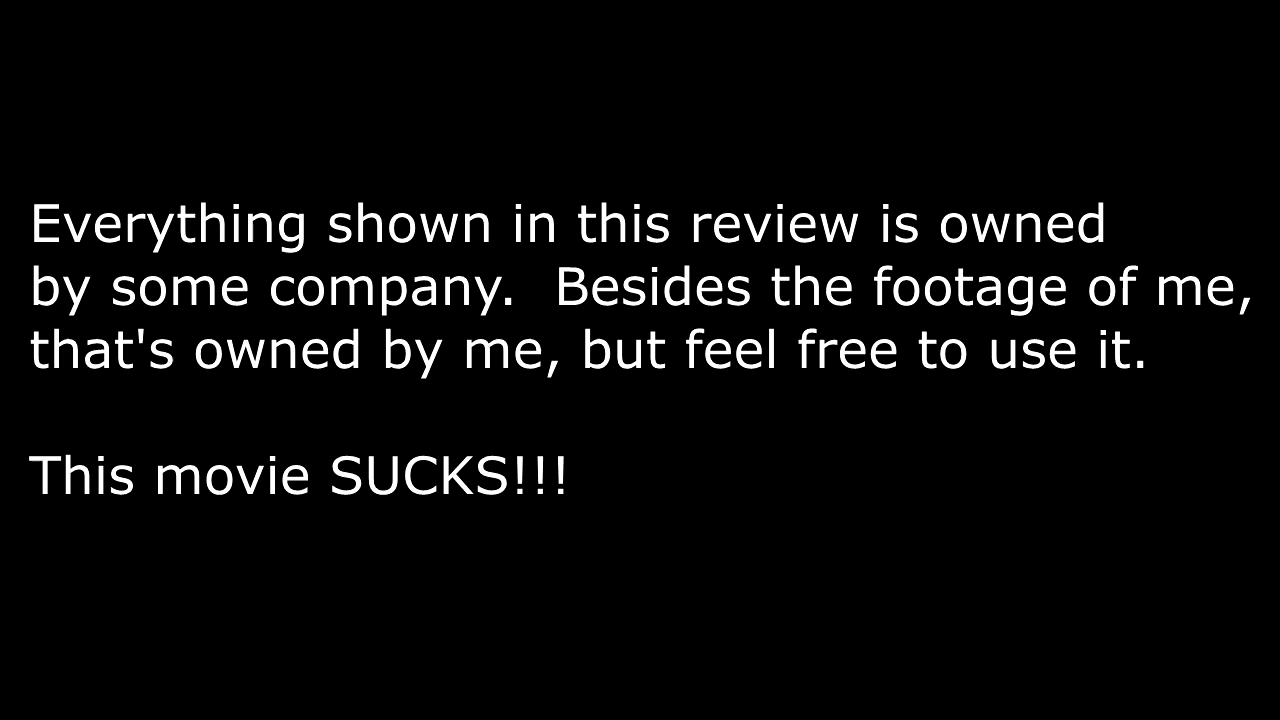 Everything shown in this review is owned
by some company.  Besides the footage of me,
that's owned by me, but feel free to use it.
This movie SUCKS!!!